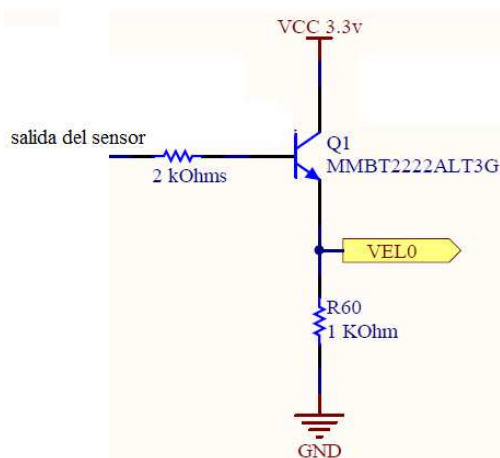 VCC 3.3v
salida del sensor
Q1
MMBT2222ALT3G
2 kOhms
VEL0
R60
1 KOhm
GND